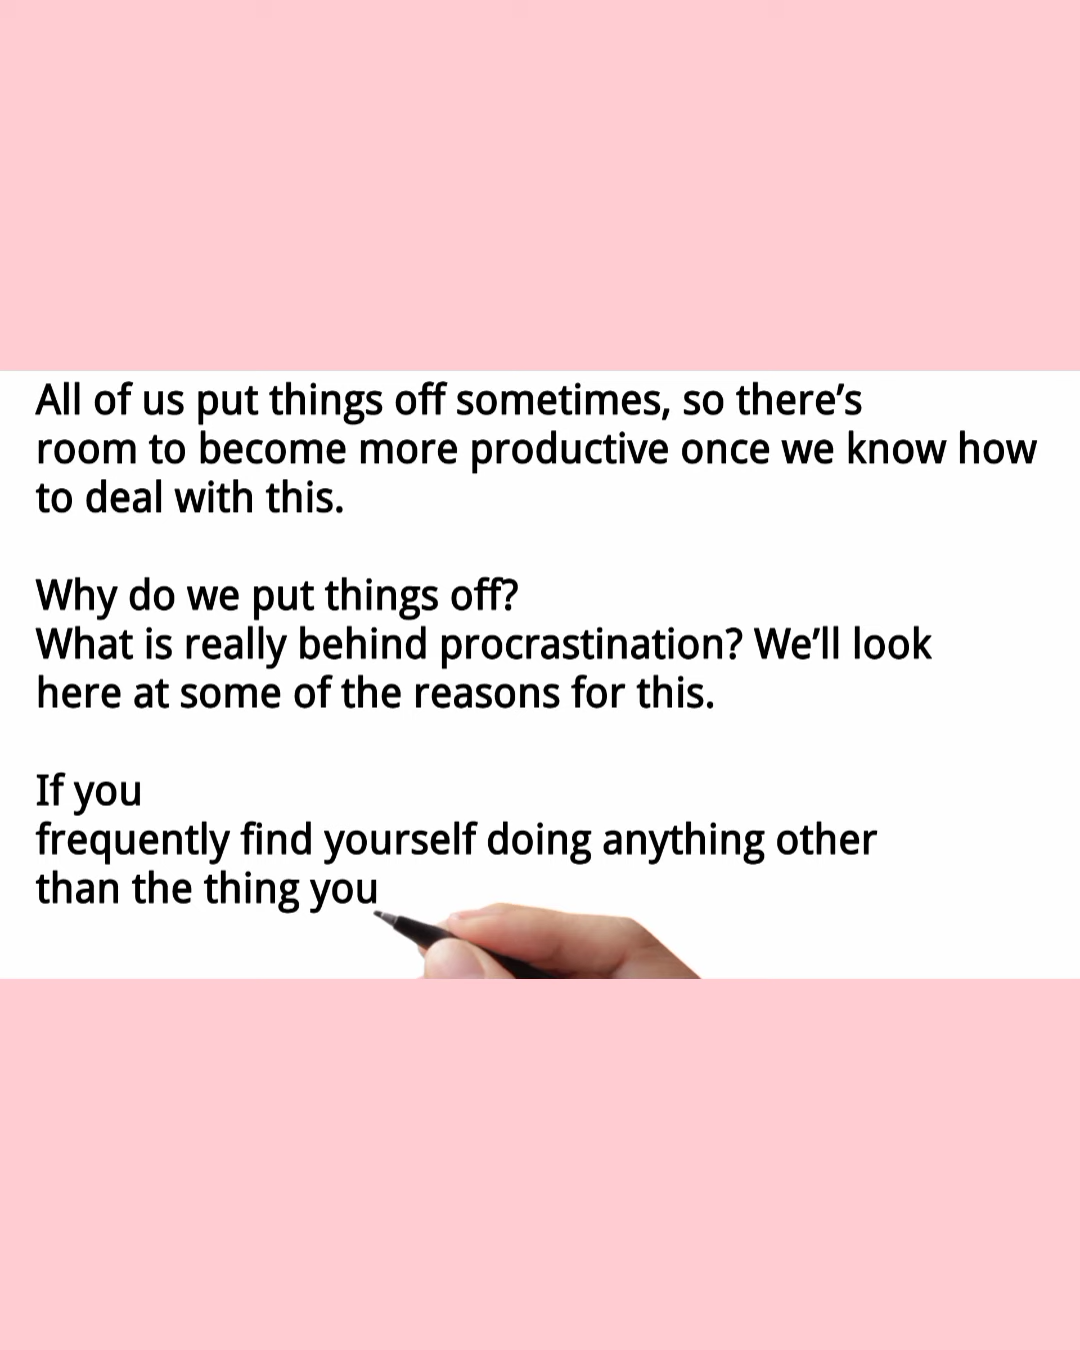 All of us put things off sometimes, so there’s
room to become more productive once we know how
to deal with this.
Why do we put things off?
What is really behind procrastination? We’ll look
here at some of the reasons for this.
If you
frequently find yourself doing anything other
than the thing you